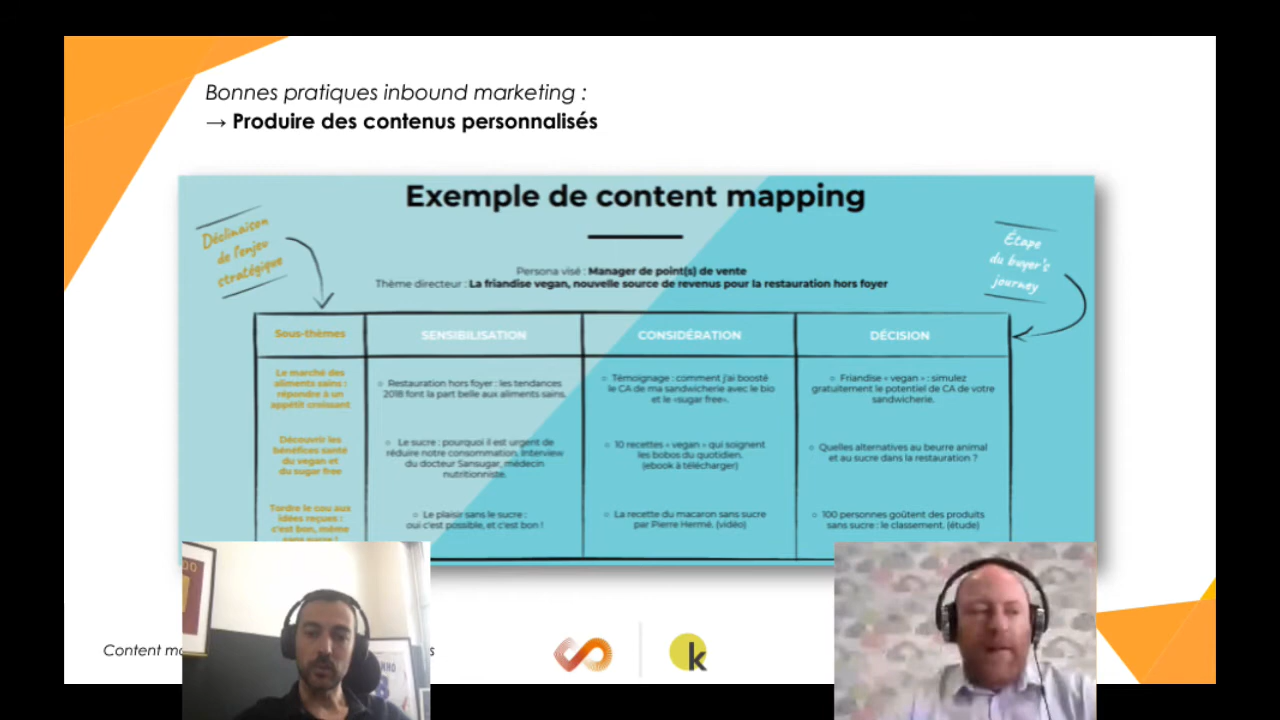 Bonnes pratiques inbound marketing :
→ Produire des contenus personnalisés
Exemple de content mapping
Déclinaison
de l'enjeu
stratégique
Étape
du buyer's
journey
Persona visé : Manager de point(s) de vente
Thème directeur : La friandise vegan, nouvelle source de revenus pour la restauration hors foyer
Sous-thèmes
SENSIBILISATION
CONSIDÉRATION
DÉCISION
Le marché des
aliments sains :
répondre à un
appétit croissant
Restauration hors foyer : les tendances
2018 font la part belle aux aliments sains.
Témoignage : comment j'ai boosté
le CA de ma sandwicherie avec le bio
et le «sugar free».
Friandise « vegan » : simulez
gratuitement le potentiel de CA de votre
sandwicherie.
Découvrir les
bénéfices santé
du vegan et
du sugar free
Le sucre : pourquoi il est urgent de
réduire notre consommation. Interview
du docteur Sansugar, médecin
nutritionniste.
10 recettes « vegan » qui soignent
les bobos du quotidien.
(ebook à télécharger)
Quelles alternatives au beurre animal
et au sucre dans la restauration ?
Tordre le cou aux
idées reçues :
c'est bon, même
sans sucre !
Le plaisir sans le sucre :
oui c'est possible, et c'est bon !
La recette du macaron sans sucre
par Pierre Hermé. (vidéo)
100 personnes goûtent des produits
sans sucre : le classement. (étude)
Content
k